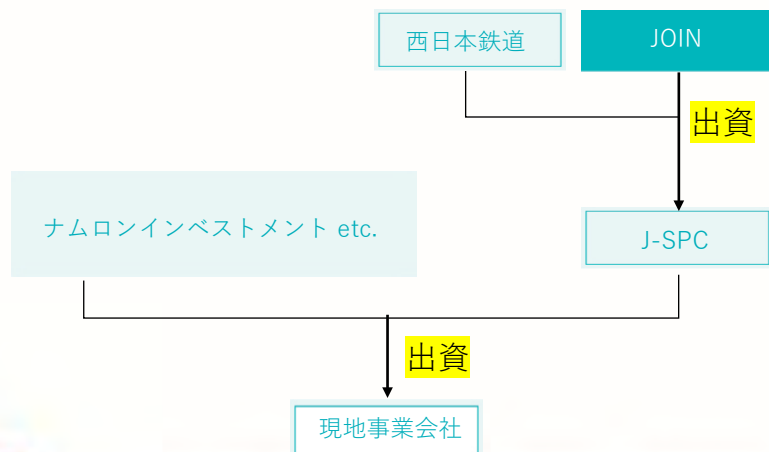 西日本鉄道
JOIN
出資
ナムロンインベストメント etc.
J-SPC
出資
現地事業会社